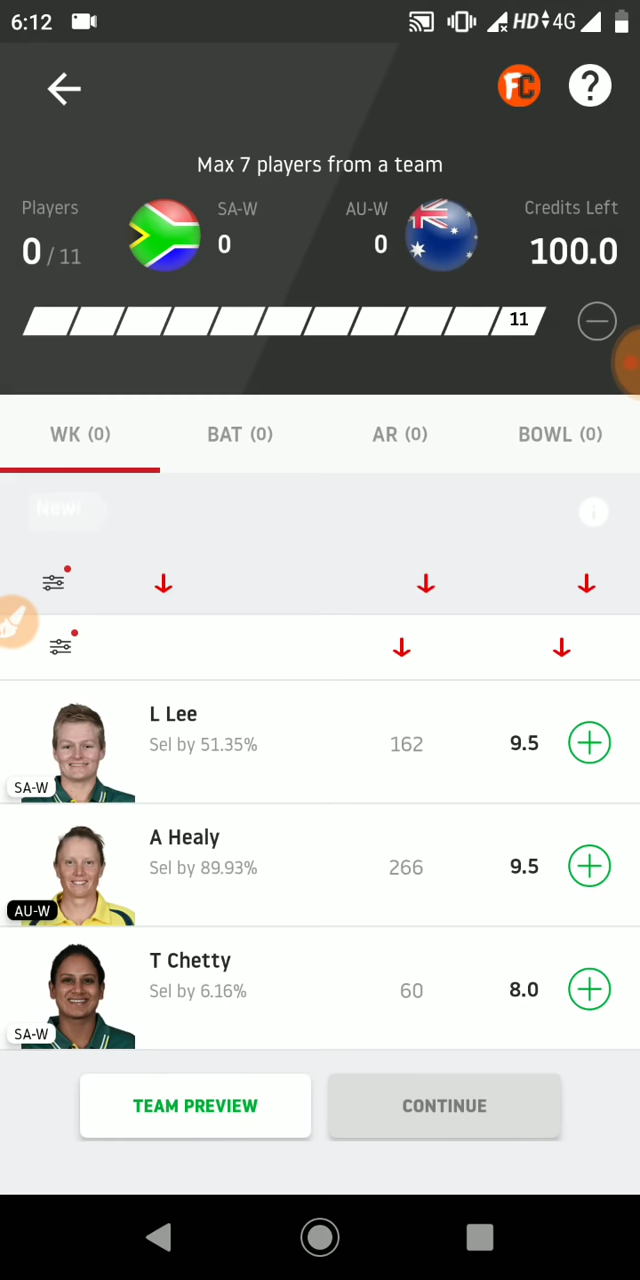 6:12 HD 4G
FC ?
Max 7 players from a team
Players SA-W AU-W Credits Left
0 / 11 0 0 100.0
11
WK (0) BAT (0) AR (0) BOWL (0)
New! i
L Lee
Sel by 51.35% 162 9.5
SA-W
A Healy
Sel by 89.93% 266 9.5
AU-W
T Chetty
Sel by 6.16% 60 8.0
SA-W
TEAM PREVIEW CONTINUE